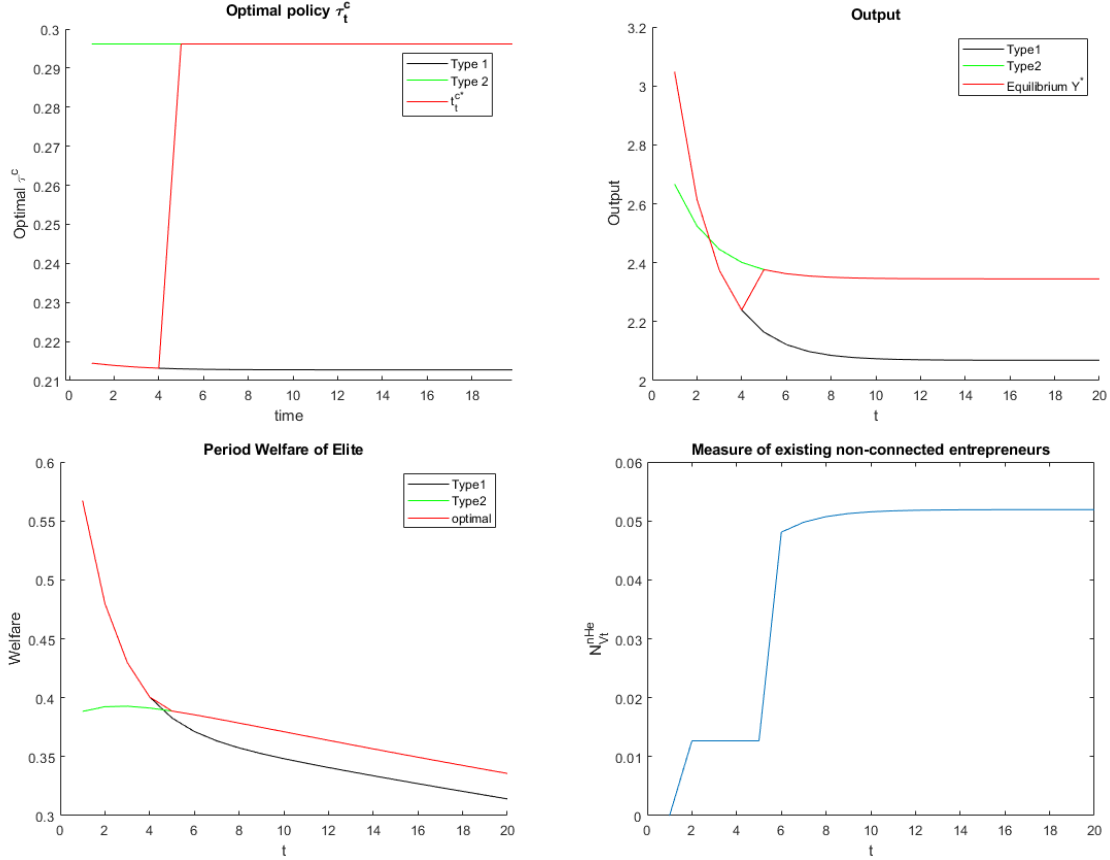 Optimal policy τ_t^c
0.3
0.29
0.28
0.27
0.26
0.25
0.24
0.23
0.22
0.21
Optimal τ^c
0 2 4 6 8 10 12 14 16 18
time
Type 1
Type 2
t_t^{c*}
Output
3.2
3
2.8
2.6
2.4
2.2
2
Output
0 2 4 6 8 10 12 14 16 18 20
t
Type1
Type2
Equilibrium Y^*
Period Welfare of Elite
0.6
0.55
0.5
0.45
0.4
0.35
0.3
Welfare
0 2 4 6 8 10 12 14 16 18 20
t
Type1
Type2
optimal
Measure of existing non-connected entrepreneurs
0.06
0.05
0.04
0.03
0.02
0.01
0
N_{Vt}^{nHe}
0 2 4 6 8 10 12 14 16 18 20
t